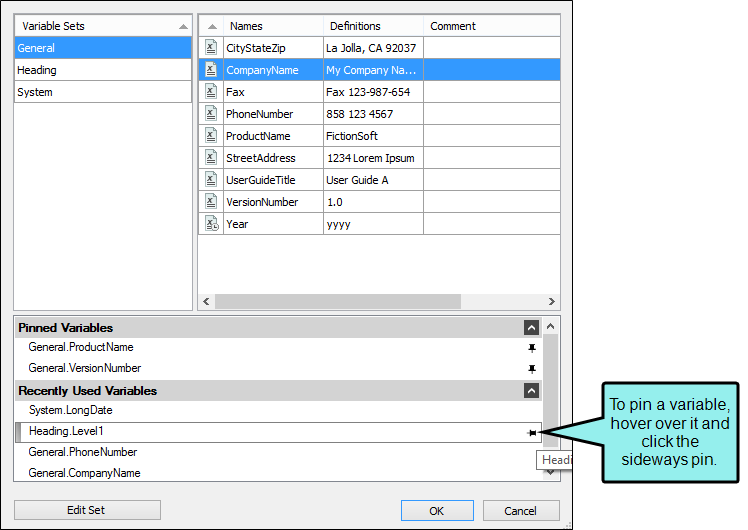 Variable Sets
General
Heading
System
Names Definitions Comment
CityStateZip La Jolla, CA 92037
CompanyName My Company Na...
Fax Fax 123-987-654
PhoneNumber 858 123 4567
ProductName FictionSoft
StreetAddress 1234 Lorem Ipsum
UserGuideTitle User Guide A
VersionNumber 1.0
Year yyyy
Pinned Variables
General.ProductName
General.VersionNumber
Recently Used Variables
System.LongDate
Heading.Level1
General.PhoneNumber
Headi
General.CompanyName
To pin a variable,
hover over it and
click the
sideways pin.
Edit Set OK Cancel